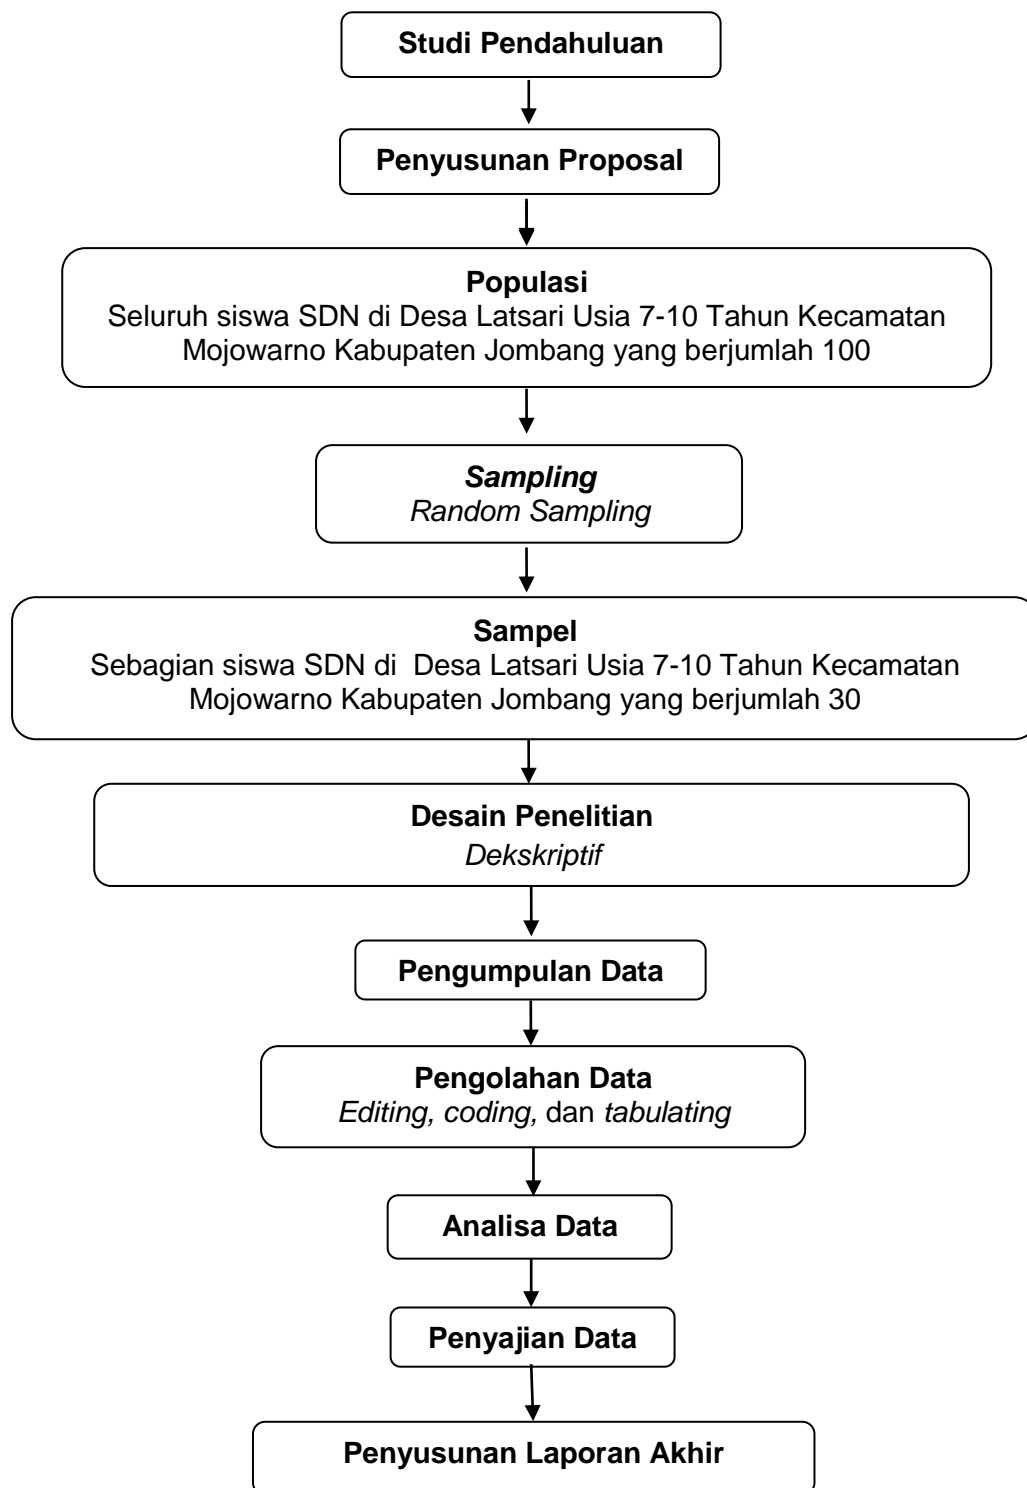 Studi Pendahuluan
Penyusunan Proposal
Populasi
Seluruh siswa SDN di Desa Latsari Usia 7-10 Tahun Kecamatan
Mojowarno Kabupaten Jombang yang berjumlah 100
Sampling
Random Sampling
Sampel
Sebagian siswa SDN di  Desa Latsari Usia 7-10 Tahun Kecamatan
Mojowarno Kabupaten Jombang yang berjumlah 30
Desain Penelitian
Dekskriptif
Pengumpulan Data
Pengolahan Data
Editing, coding, dan tabulating
Analisa Data
Penyajian Data
Penyusunan Laporan Akhir